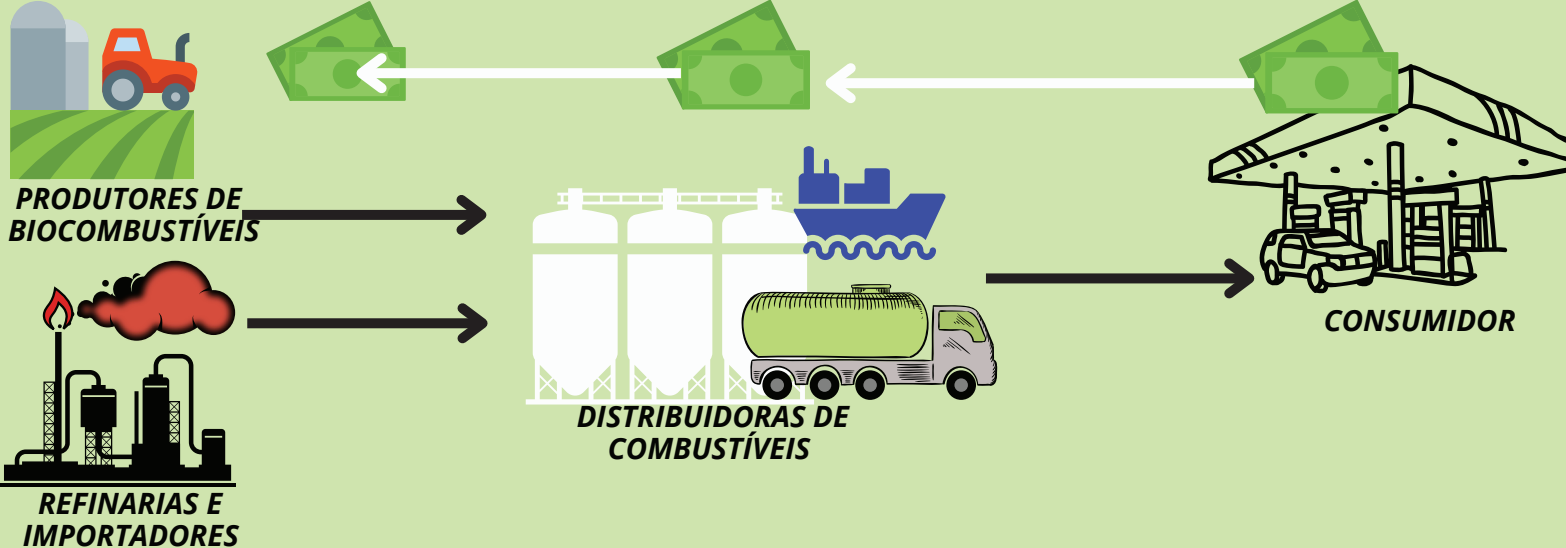 PRODUTORES DE
BIOCOMBUSTÍVEIS
REFINARIAS E
IMPORTADORES
DISTRIBUIDORAS DE
COMBUSTÍVEIS
CONSUMIDOR